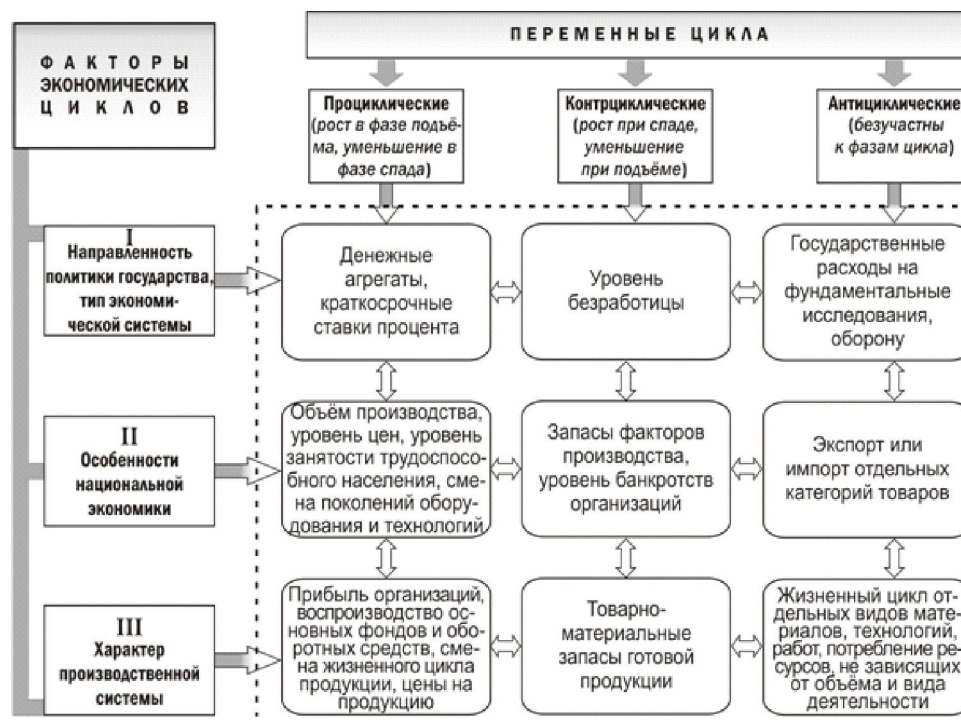 ФАКТОРЫ
ЭКОНОМИЧЕСКИХ
ЦИКЛОВ
ПЕРЕМЕННЫЕ ЦИКЛА
Проциклические
(рост в фазе подъё-
ма, уменьшение в
фазе спада)
Контрциклические
(рост при спаде,
уменьшение
при подъёме)
Антициклические
(безучастны
к фазам цикла)
I
Направленность
политики государства,
тип экономи-
ческой системы
Денежные
агрегаты,
краткосрочные
ставки процента
Уровень
безработицы
Государственные
расходы на
фундаментальные
исследования,
оборону
II
Особенности
национальной
экономики
Объём производства,
уровень цен, уровень
занятости трудоспосо-
бного населения, сме-
на поколений обору-
дования и технологий
Запасы факторов
производства,
уровень банкротств
организаций
Экспорт или
импорт отдельных
категорий товаров
III
Характер
производственной
системы
Прибыль организаций,
воспроизводство ос-
новных фондов и обо-
ротных средств, сме-
на жизненного цикла
продукции, цены на
продукцию
Товарно-
материальные
запасы готовой
продукции
Жизненный цикл от-
дельных видов мате-
риалов, технологий,
работ, потребление ре-
сурсов, не зависящих
от объёма и вида
деятельности